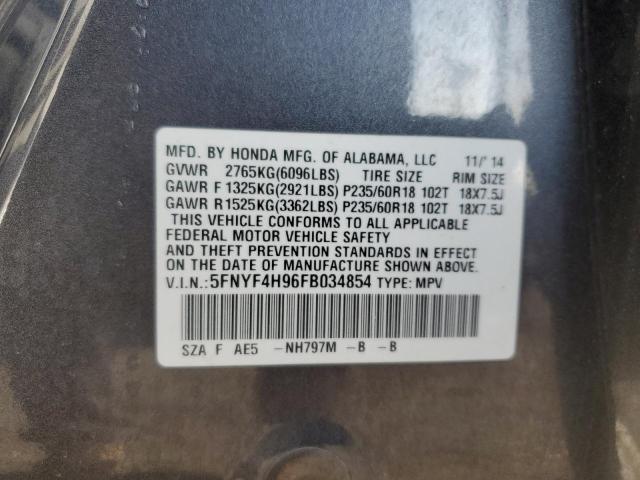 MFD. BY HONDA MFG. OF ALABAMA, LLC 11/'14
GVWR 2765KG(6096LBS) TIRE SIZE RIM SIZE
GAWR F 1325KG(2921LBS) P235/60R18 102T 18X7.5J
GAWR R 1525KG(3362LBS) P235/60R18 102T 18X7.5J
THIS VEHICLE CONFORMS TO ALL APPLICABLE
FEDERAL MOTOR VEHICLE SAFETY
AND THEFT PREVENTION STANDARDS IN EFFECT
ON THE DATE OF MANUFACTURE SHOWN ABOVE.
V.I.N.:5FNYF4H96FB034854 TYPE: MPV
SZA F AE5 -NH797M -B -B